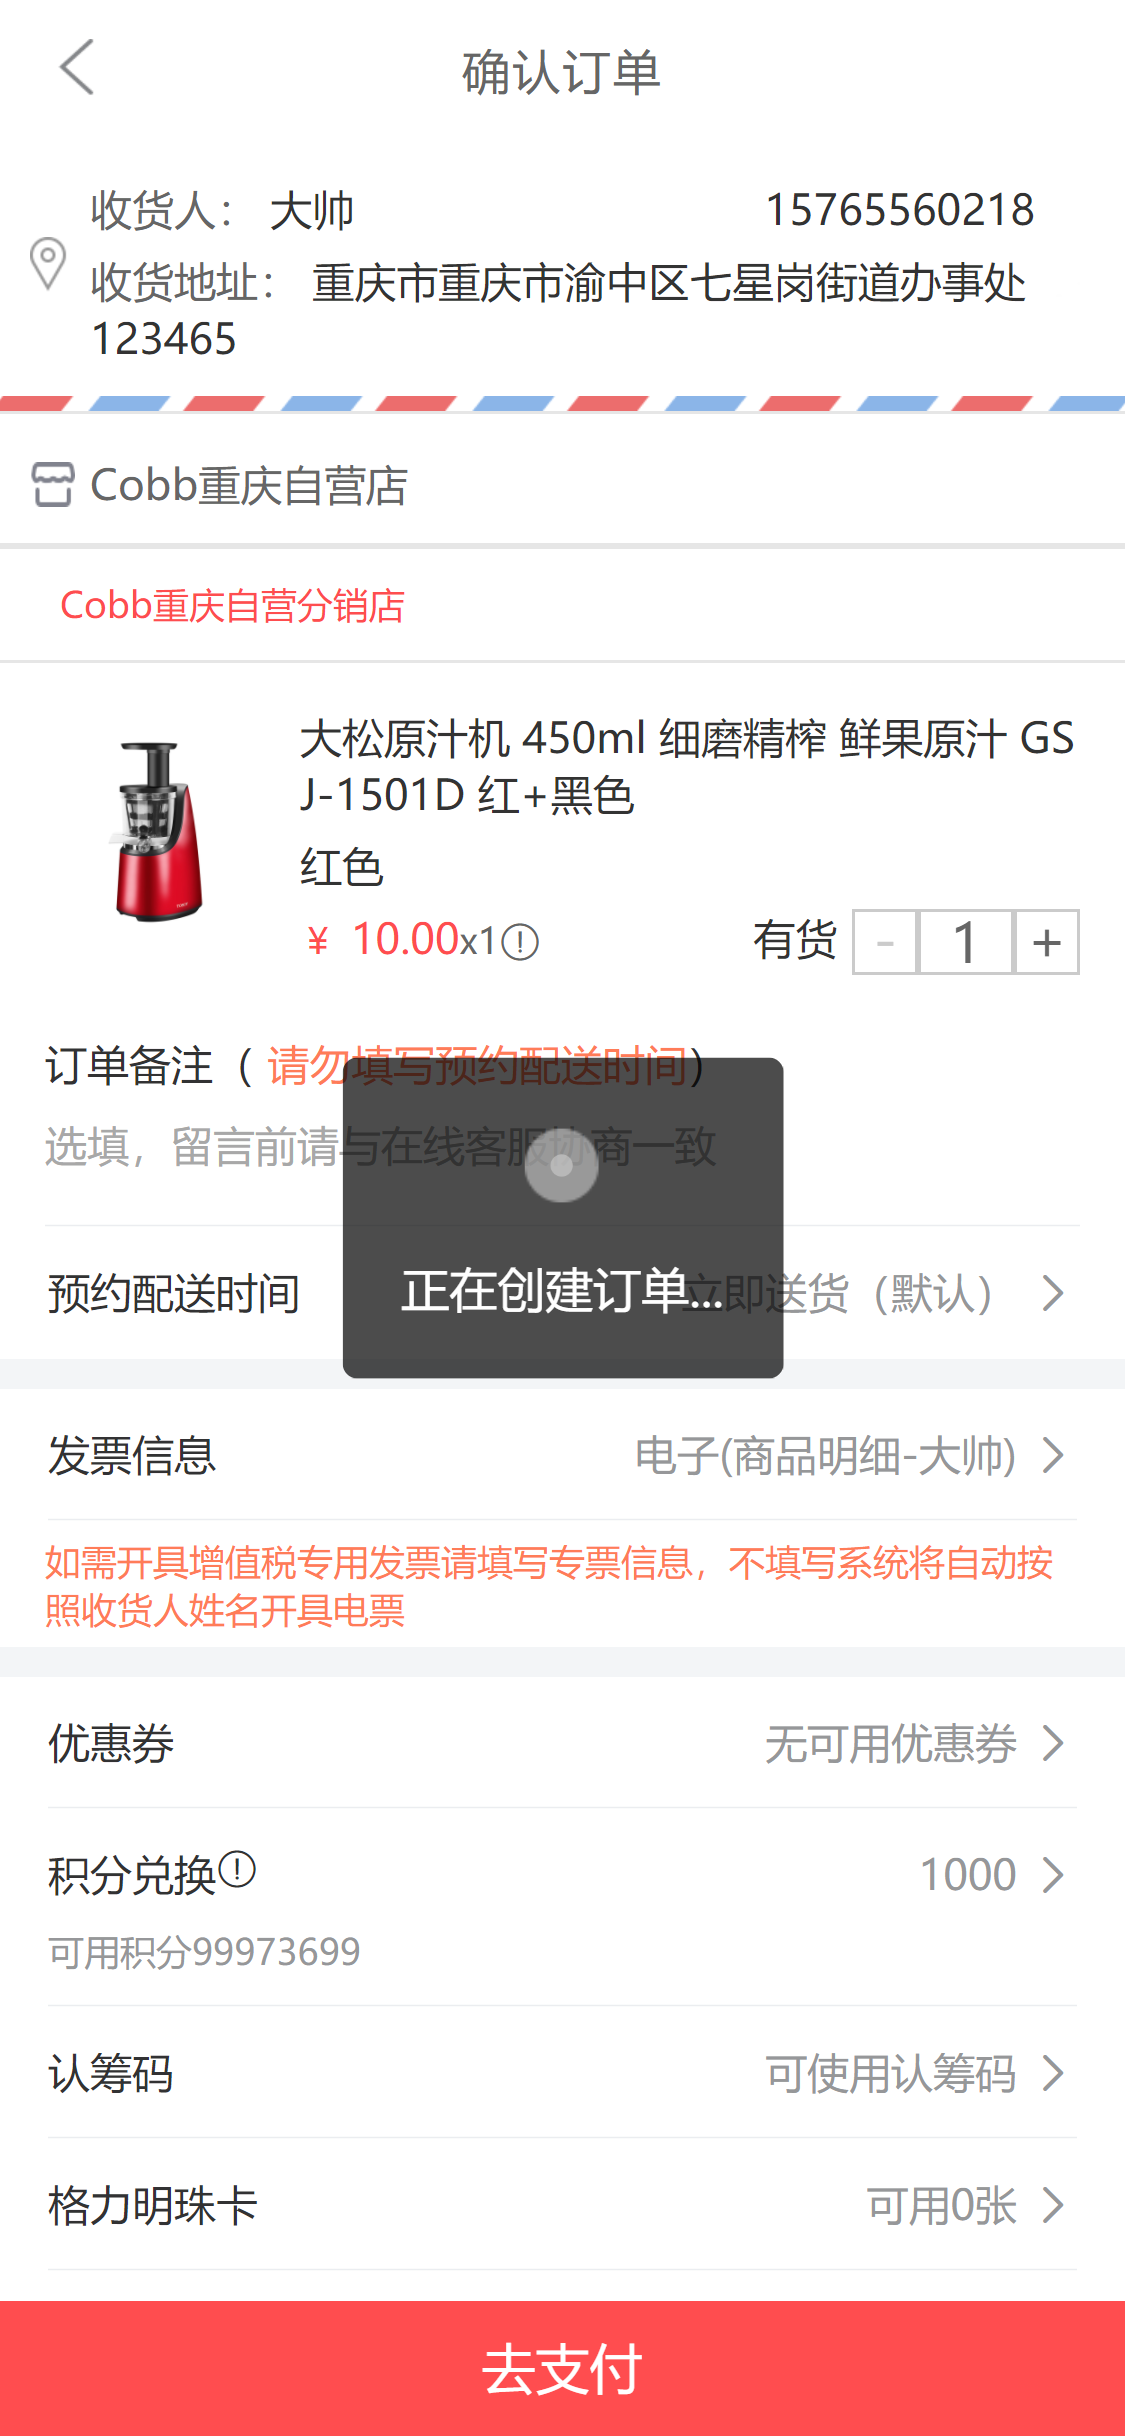 确认订单
收货人： 大帅 15765560218
收货地址： 重庆市重庆市渝中区七星岗街道办事处
123465
Cobb重庆自营店
Cobb重庆自营分销店
大松原汁机 450ml 细磨精榨 鲜果原汁 GS
J-1501D 红+黑色
红色
¥ 10.00x1 有货 - 1 +
订单备注（ 请勿填写预约配送时间）
选填，留言前请与在线客服协商一致
预约配送时间 立即送货（默认）
正在创建订单...
发票信息 电子(商品明细-大帅)
如需开具增值税专用发票请填写专票信息，不填写系统将自动按
照收货人姓名开具电票
优惠券 无可用优惠券
积分兑换 1000
可用积分99973699
认筹码 可使用认筹码
格力明珠卡 可用0张
去支付